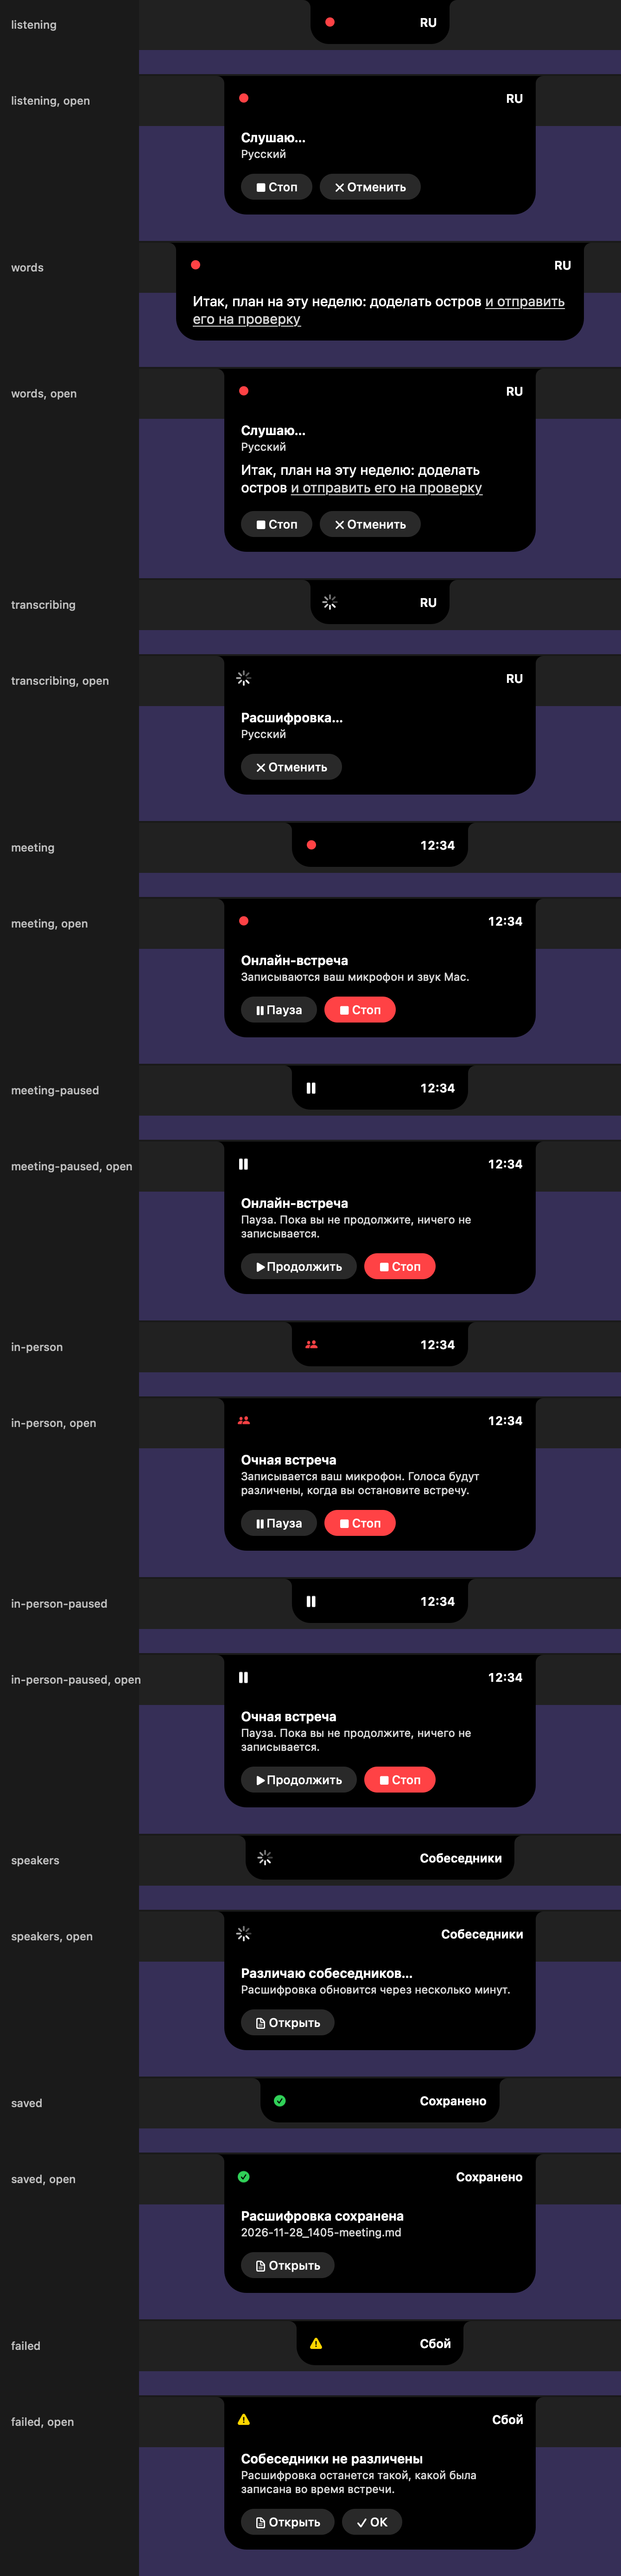 listening
RU
listening, open
RU
Слушаю...
Русский
Стоп
Отменить
words
RU
Итак, план на эту неделю: доделать остров и отправить
его на проверку
words, open
RU
Слушаю...
Русский
Итак, план на эту неделю: доделать
остров и отправить его на проверку
Стоп
Отменить
transcribing
RU
transcribing, open
RU
Расшифровка...
Русский
Отменить
meeting
12:34
meeting, open
12:34
Онлайн-встреча
Записываются ваш микрофон и звук Mac.
Пауза
Стоп
meeting-paused
12:34
meeting-paused, open
12:34
Онлайн-встреча
Пауза. Пока вы не продолжите, ничего не
записывается.
Продолжить
Стоп
in-person
12:34
in-person, open
12:34
Очная встреча
Записывается ваш микрофон. Голоса будут
различены, когда вы остановите встречу.
Пауза
Стоп
in-person-paused
12:34
in-person-paused, open
12:34
Очная встреча
Пауза. Пока вы не продолжите, ничего не
записывается.
Продолжить
Стоп
speakers
Собеседники
speakers, open
Собеседники
Различаю собеседников...
Расшифровка обновится через несколько минут.
Открыть
saved
Сохранено
saved, open
Сохранено
Расшифровка сохранена
2026-11-28_1405-meeting.md
Открыть
failed
Сбой
failed, open
Сбой
Собеседники не различены
Расшифровка останется такой, какой была
записана во время встречи.
Открыть
ОК